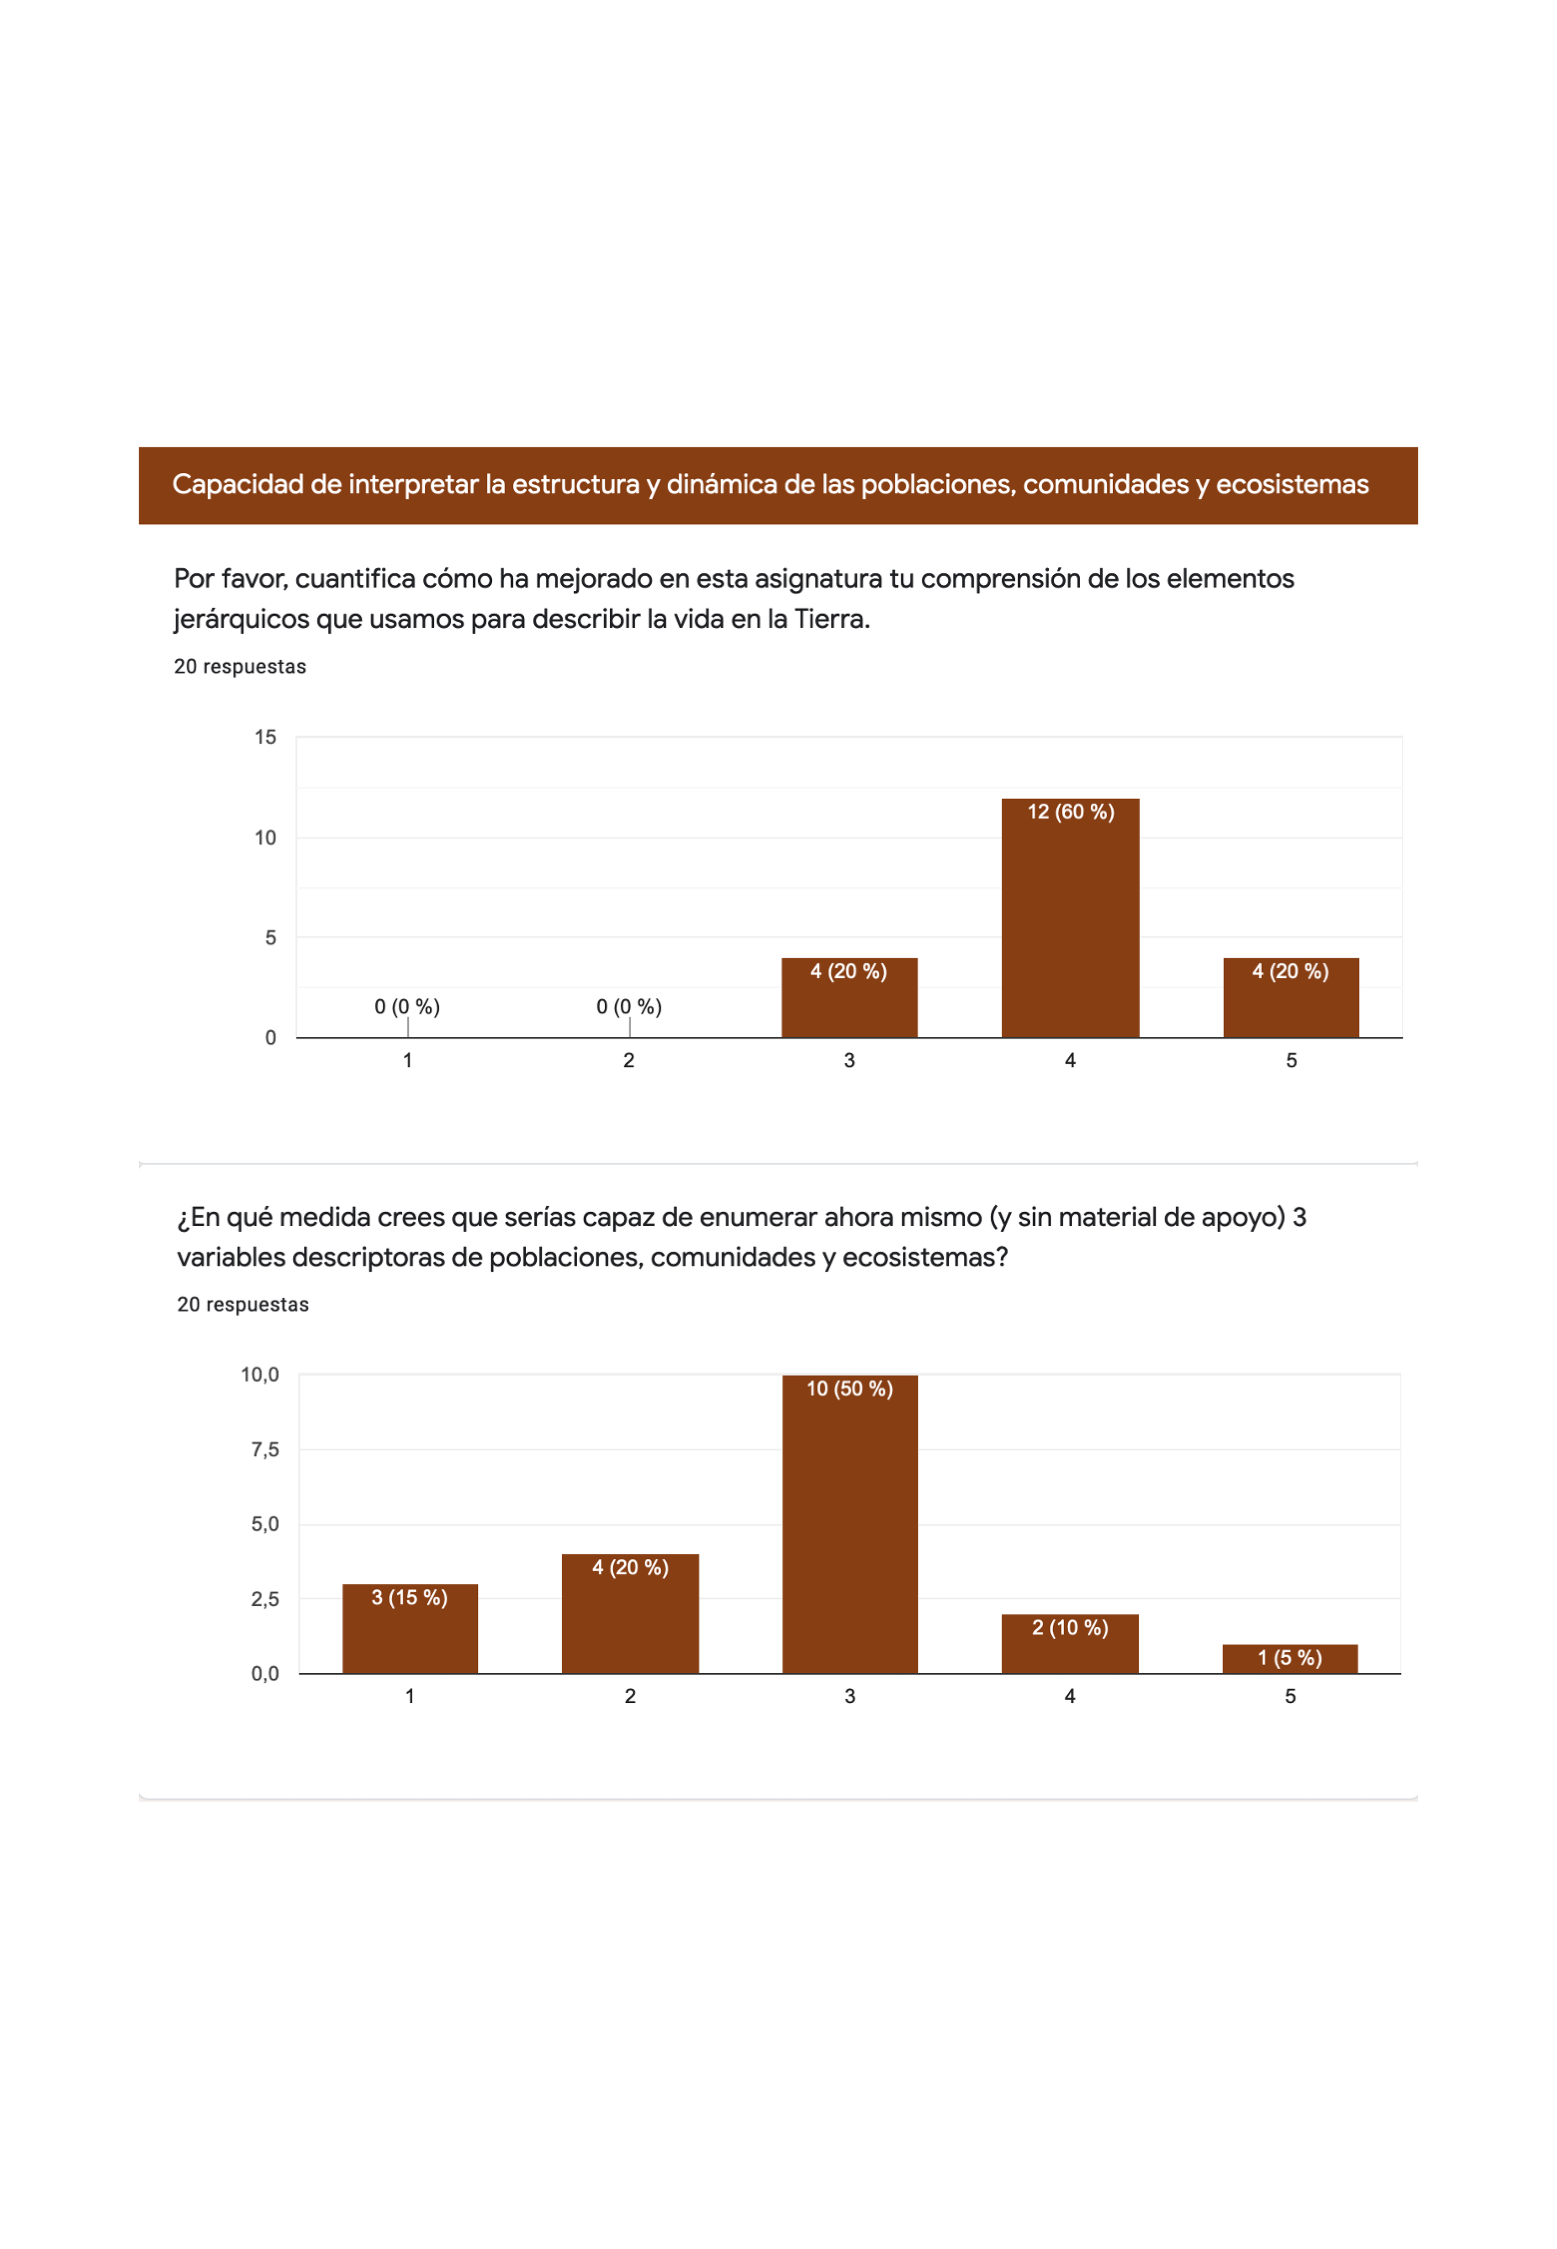 Capacidad de interpretar la estructura y dinámica de las poblaciones, comunidades y ecosistemas
Por favor, cuantifica cómo ha mejorado en esta asignatura tu comprensión de los elementos
jerárquicos que usamos para describir la vida en la Tierra.
20 respuestas
15
10
5
0
0 (0 %)
0 (0 %)
4 (20 %)
12 (60 %)
4 (20 %)
1 2 3 4 5
¿En qué medida crees que serías capaz de enumerar ahora mismo (y sin material de apoyo) 3
variables descriptoras de poblaciones, comunidades y ecosistemas?
20 respuestas
10,0
7,5
5,0
2,5
0,0
3 (15 %)
4 (20 %)
10 (50 %)
2 (10 %)
1 (5 %)
1 2 3 4 5